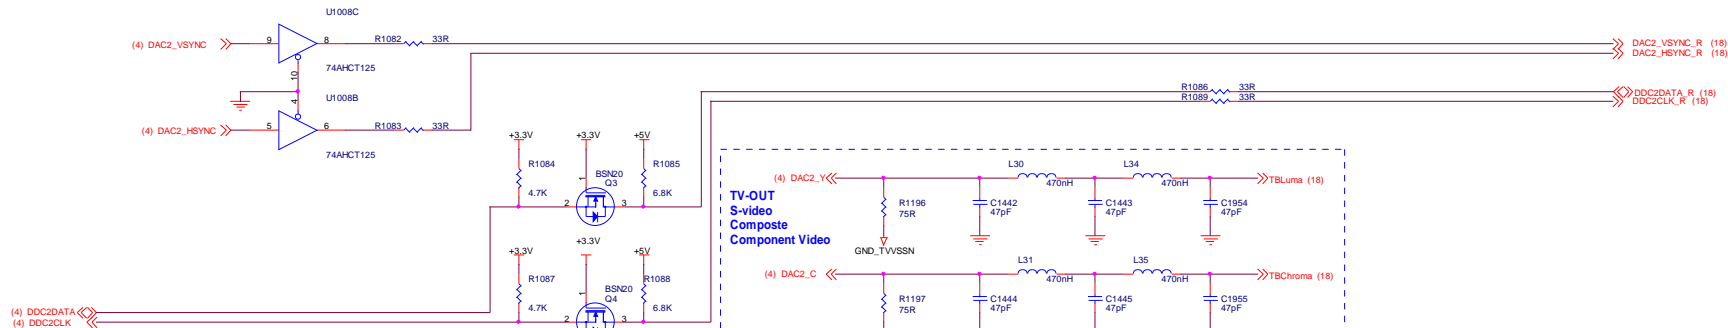 U1008C
(4) DAC2_VSYNC
9
8
R1082
33R
DAC2_VSYNC_R (18)
DAC2_HSYNC_R (18)
74AHCT125
10
R1086
33R
DDC2DATA_R (18)
R1089
33R
DDC2CLK_R (18)
U1008B
4
(4) DAC2_HSYNC
5
6
R1083
33R
74AHCT125
+3.3V
+3.3V
+5V
R1084
4.7K
BSN20
Q3
1
2
3
R1085
6.8K
TV-OUT
S-video
Composte
Component Video
(4) DAC2_Y
R1196
75R
GND_TVVSSN
C1442
47pF
L30
470nH
C1443
47pF
L34
470nH
C1954
47pF
TBLuma (18)
+3.3V
+3.3V
+5V
R1087
4.7K
BSN20
Q4
1
2
3
R1088
6.8K
(4) DAC2_C
R1197
75R
C1444
47pF
L31
470nH
C1445
47pF
L35
470nH
C1955
47pF
TBChroma (18)
(4) DDC2DATA
(4) DDC2CLK